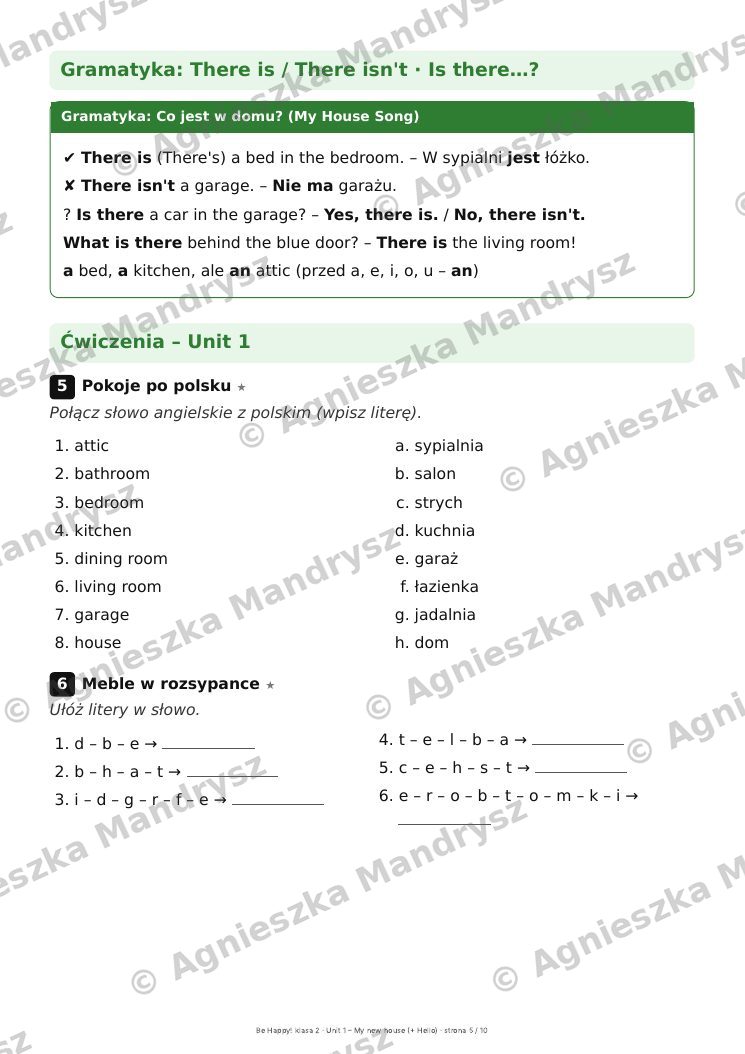 Gramatyka: There is / There isn't · Is there…?
Gramatyka: Co jest w domu? (My House Song)
✔ There is (There's) a bed in the bedroom. – W sypialni jest łóżko.
✘ There isn't a garage. – Nie ma garażu.
? Is there a car in the garage? – Yes, there is. / No, there isn't.
What is there behind the blue door? – There is the living room!
a bed, a kitchen, ale an attic (przed a, e, i, o, u – an)
Ćwiczenia – Unit 1
5 Pokoje po polsku ★
Połącz słowo angielskie z polskim (wpisz literę).
1. attic
2. bathroom
3. bedroom
4. kitchen
5. dining room
6. living room
7. garage
8. house
a. sypialnia
b. salon
c. strych
d. kuchnia
e. garaż
f. łazienka
g. jadalnia
h. dom
6 Meble w rozsypance ★
Ułóż litery w słowo.
1. d – b – e → ____________
2. b – h – a – t → ____________
3. i – d – g – r – f – e → ____________
4. t – e – l – b – a → ____________
5. c – e – h – s – t → ____________
6. e – r – o – b – t – o – m – k – i →
____________
Be Happy! klasa 2 · Unit 1 – My new house (+ Hello) · strona 5 / 10
© Agnieszka Mandrysz